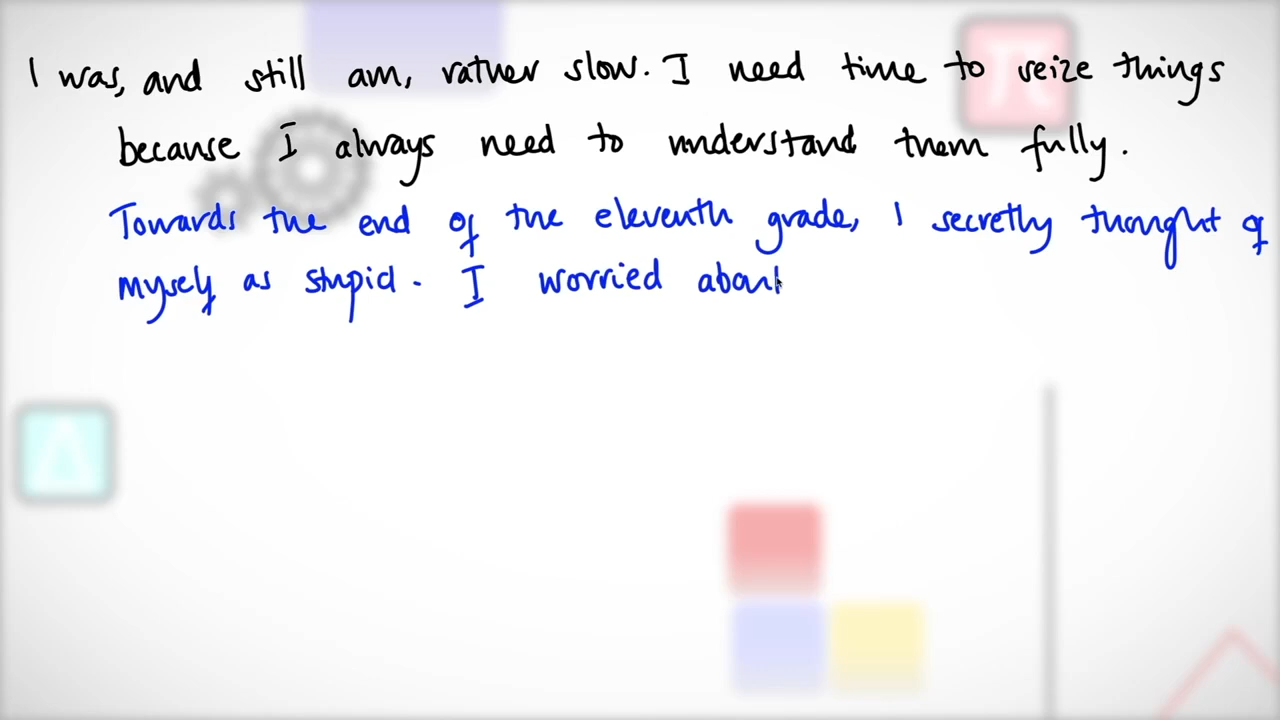 I was, and still am, rather slow. I need time to seize things
because I always need to understand them fully.
Towards the end of the eleventh grade, I secretly thought of
myself as stupid. I worried about